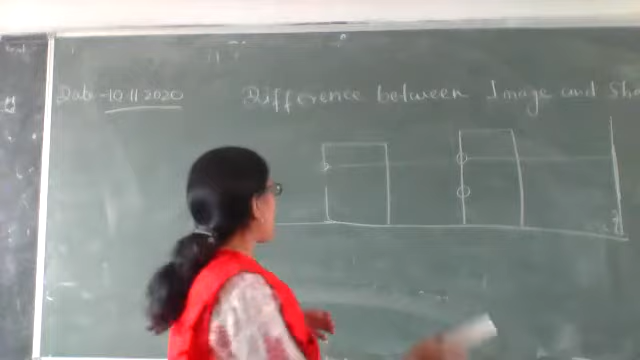 Date - 10.11.2020
Difference between Image and Sha